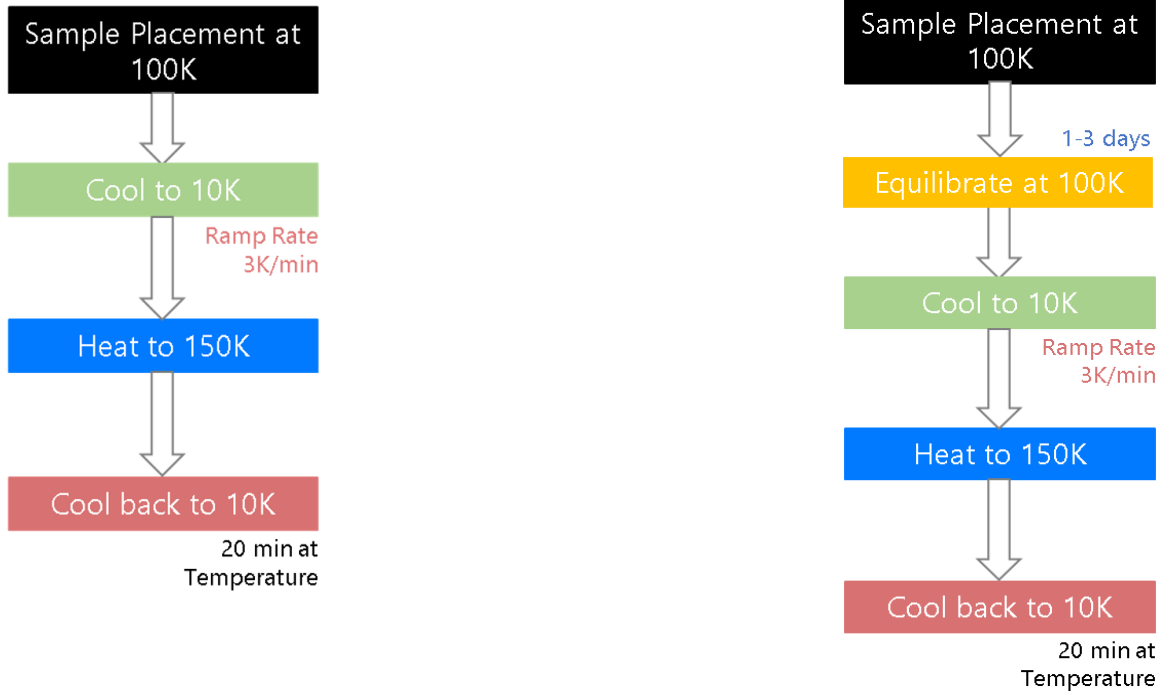 Sample Placement at
100K
Cool to 10K
Ramp Rate
3K/min
Heat to 150K
Cool back to 10K
20 min at
Temperature
Sample Placement at
100K
1-3 days
Equilibrate at 100K
Cool to 10K
Ramp Rate
3K/min
Heat to 150K
Cool back to 10K
20 min at
Temperature